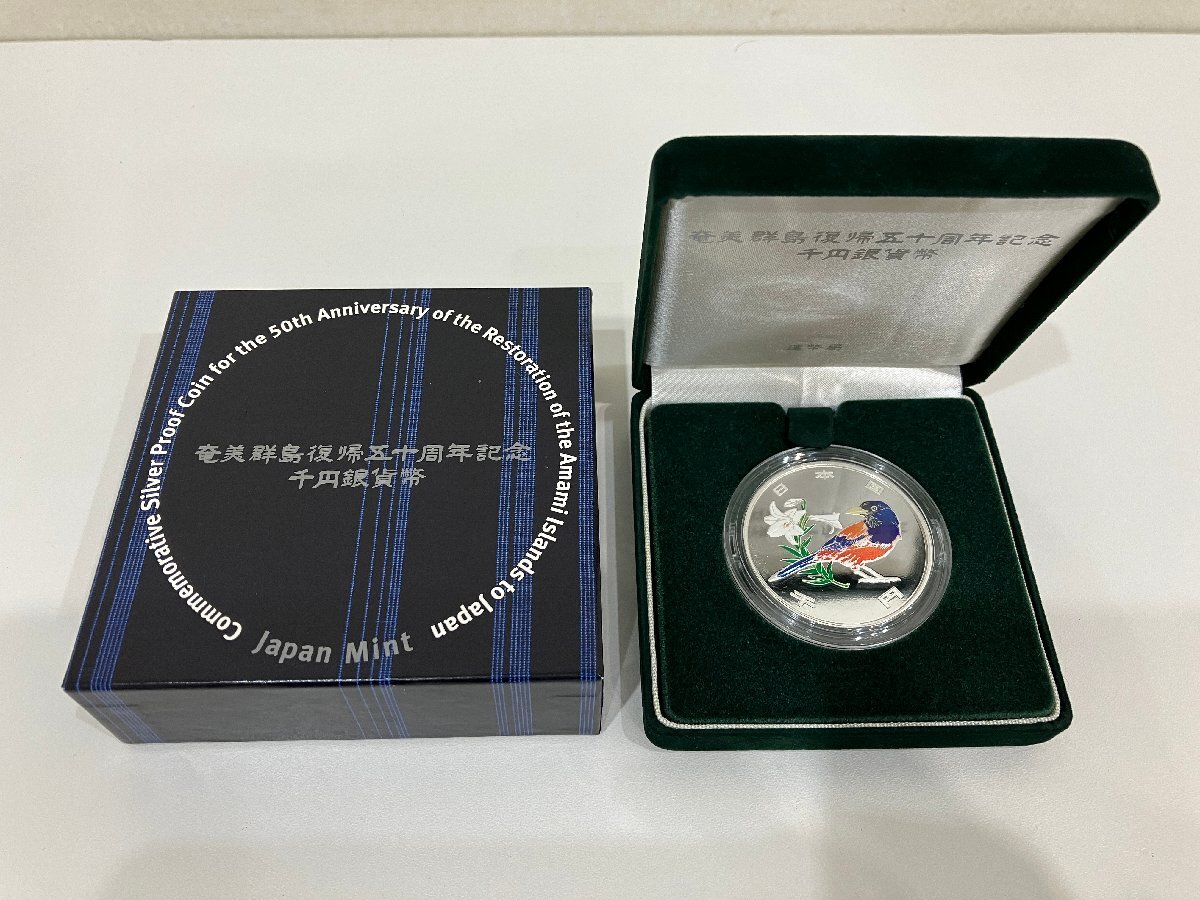 Commemorative Silver Proof Coin for the 50th Anniversary of the Restoration of the Amami Islands to Japan
奄美群島復帰五十周年記念
千円銀貨幣
Japan Mint
奄美群島復帰五十周年記念
千円銀貨幣
造幣局
日本国
千円